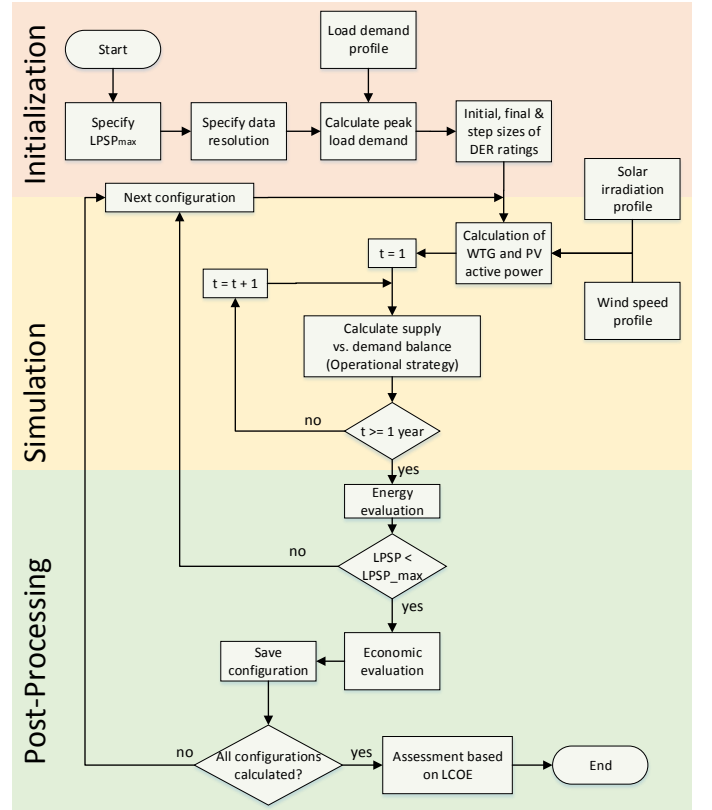 Initialization
Start
Load demand
profile
Specify
LPSPmax
Specify data
resolution
Calculate peak
load demand
Initial, final &
step sizes of
DER ratings
Next configuration
Solar
irradiation
profile
Simulation
t = 1
Calculation of
WTG and PV
active power
t = t + 1
Wind speed
profile
Calculate supply
vs. demand balance
(Operational strategy)
no
t >= 1 year
yes
Post-Processing
Energy
evaluation
no
LPSP <
LPSP_max
yes
Save
configuration
Economic
evaluation
no
All configurations
calculated?
yes
Assessment based
on LCOE
End